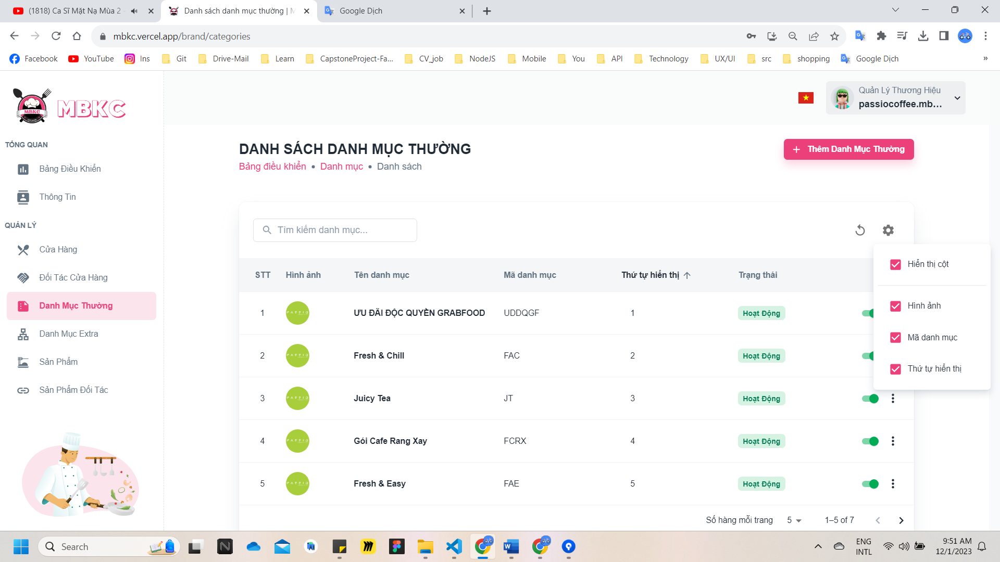 (1818) Ca Sĩ Mặt Nạ Mùa 2 -
Danh sách danh mục thường | M
Google Dịch
mbkc.vercel.app/brand/categories
Facebook
YouTube
Ins
Git
Drive-Mail
Learn
CapstoneProject-Fa...
CV_job
NodeJS
Mobile
You
API
Technology
UX/UI
src
shopping
Google Dịch
»
MBKC
MBKC
Quản Lý Thương Hiệu
passiocoffee.mb...
TỔNG QUAN
Bảng Điều Khiển
Thông Tin
QUẢN LÝ
Cửa Hàng
Đối Tác Cửa Hàng
Danh Mục Thường
Danh Mục Extra
Sản Phẩm
Sản Phẩm Đối Tác
DANH SÁCH DANH MỤC THƯỜNG
Bảng điều khiển • Danh mục • Danh sách
+ Thêm Danh Mục Thường
Tìm kiếm danh mục...
STT Hình ảnh Tên danh mục Mã danh mục Thứ tự hiển thị ↑ Trạng thái
1 PASSIO ƯU ĐÃI ĐỘC QUYỀN GRABFOOD UDDQGF 1 Hoạt Động
2 PASSIO Fresh & Chill FAC 2 Hoạt Động
3 PASSIO Juicy Tea JT 3 Hoạt Động
4 PASSIO Gói Cafe Rang Xay FCRX 4 Hoạt Động
5 PASSIO Fresh & Easy FAE 5 Hoạt Động
Hiển thị cột
Hình ảnh
Mã danh mục
Thứ tự hiển thị
Số hàng mỗi trang 5 1–5 of 7
Search
ENG
INTL
9:51 AM
12/1/2023